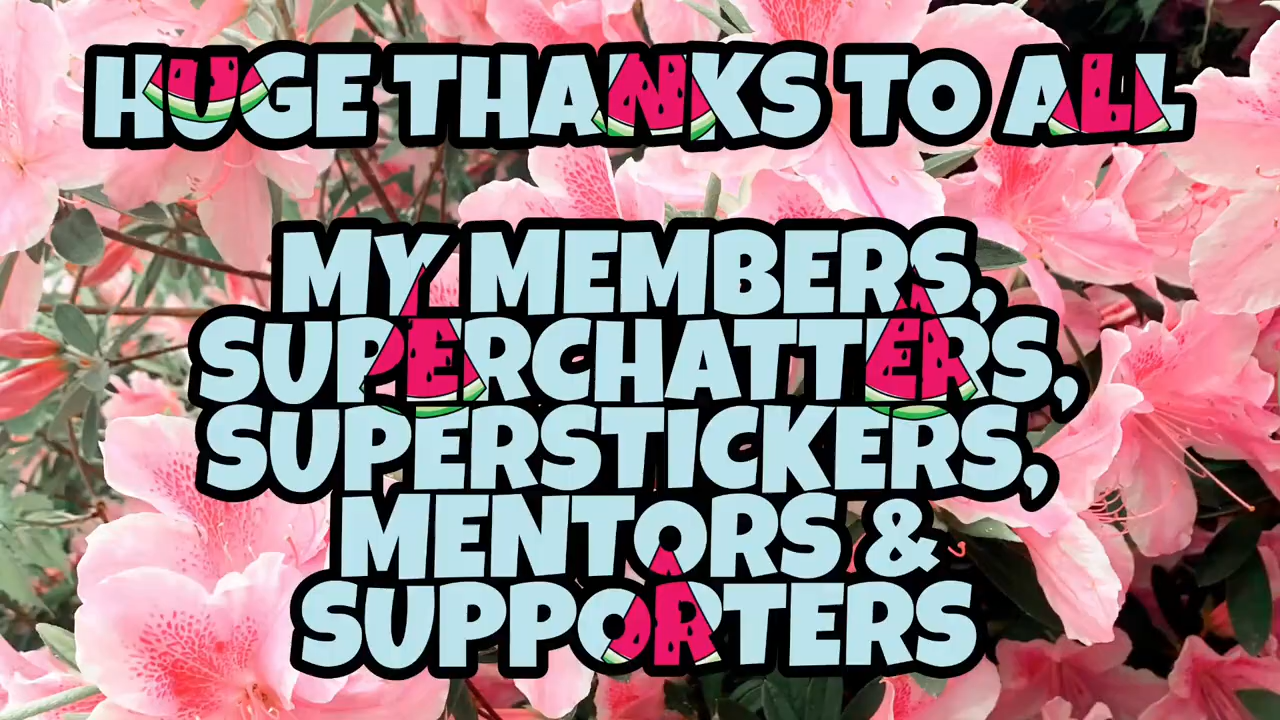 HUGE THANKS TO ALL
MY MEMBERS,
SUPERCHATTERS,
SUPERSTICKERS,
MENTORS &
SUPPORTERS